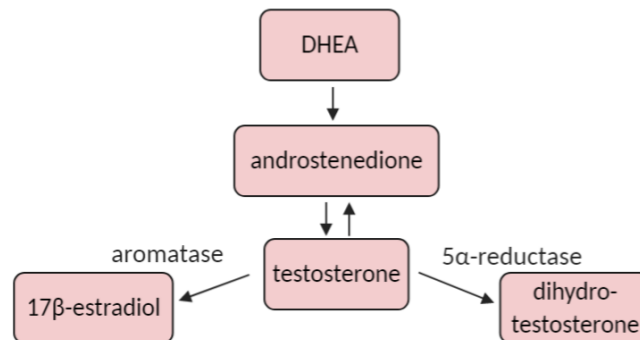 DHEA
androstenedione
aromatase
testosterone
5α-reductase
17β-estradiol
dihydro-
testosterone